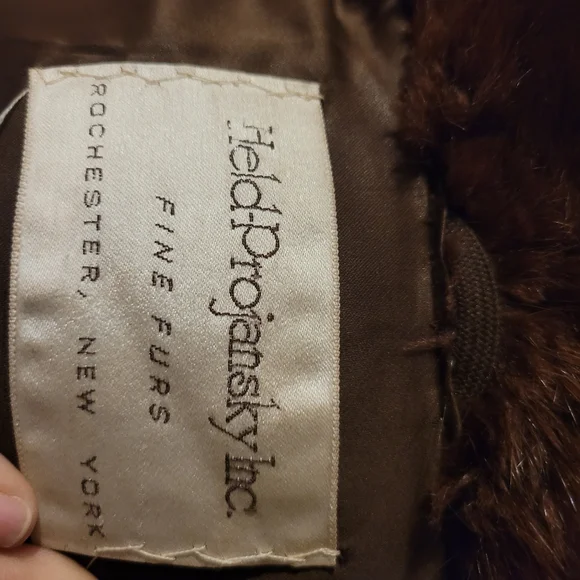 Held-Projansky Inc.
FINE FURS
ROCHESTER, NEW YORK